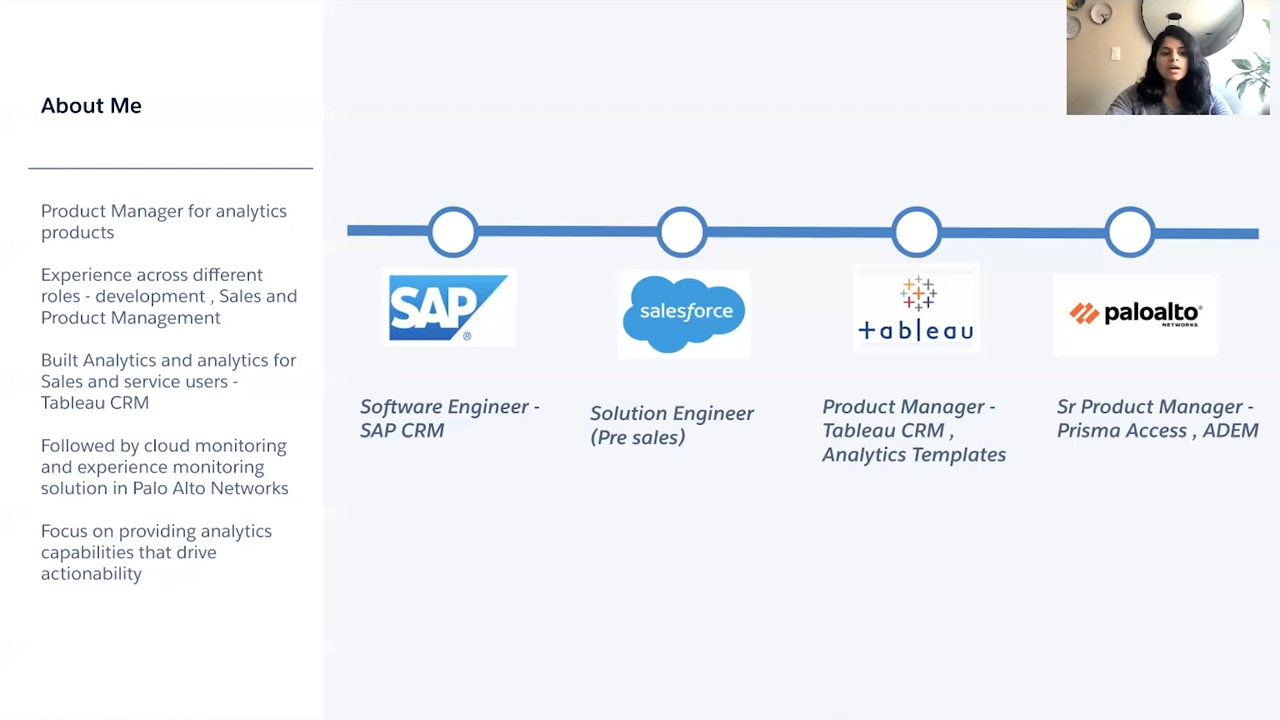 About Me
Product Manager for analytics
products
Experience across different
roles - development , Sales and
Product Management
Built Analytics and analytics for
Sales and service users -
Tableau CRM
Followed by cloud monitoring
and experience monitoring
solution in Palo Alto Networks
Focus on providing analytics
capabilities that drive
actionability
SAP®
Software Engineer -
SAP CRM
salesforce
Solution Engineer
(Pre sales)
+ableau
Product Manager -
Tableau CRM ,
Analytics Templates
paloalto®
NETWORKS
Sr Product Manager -
Prisma Access , ADEM